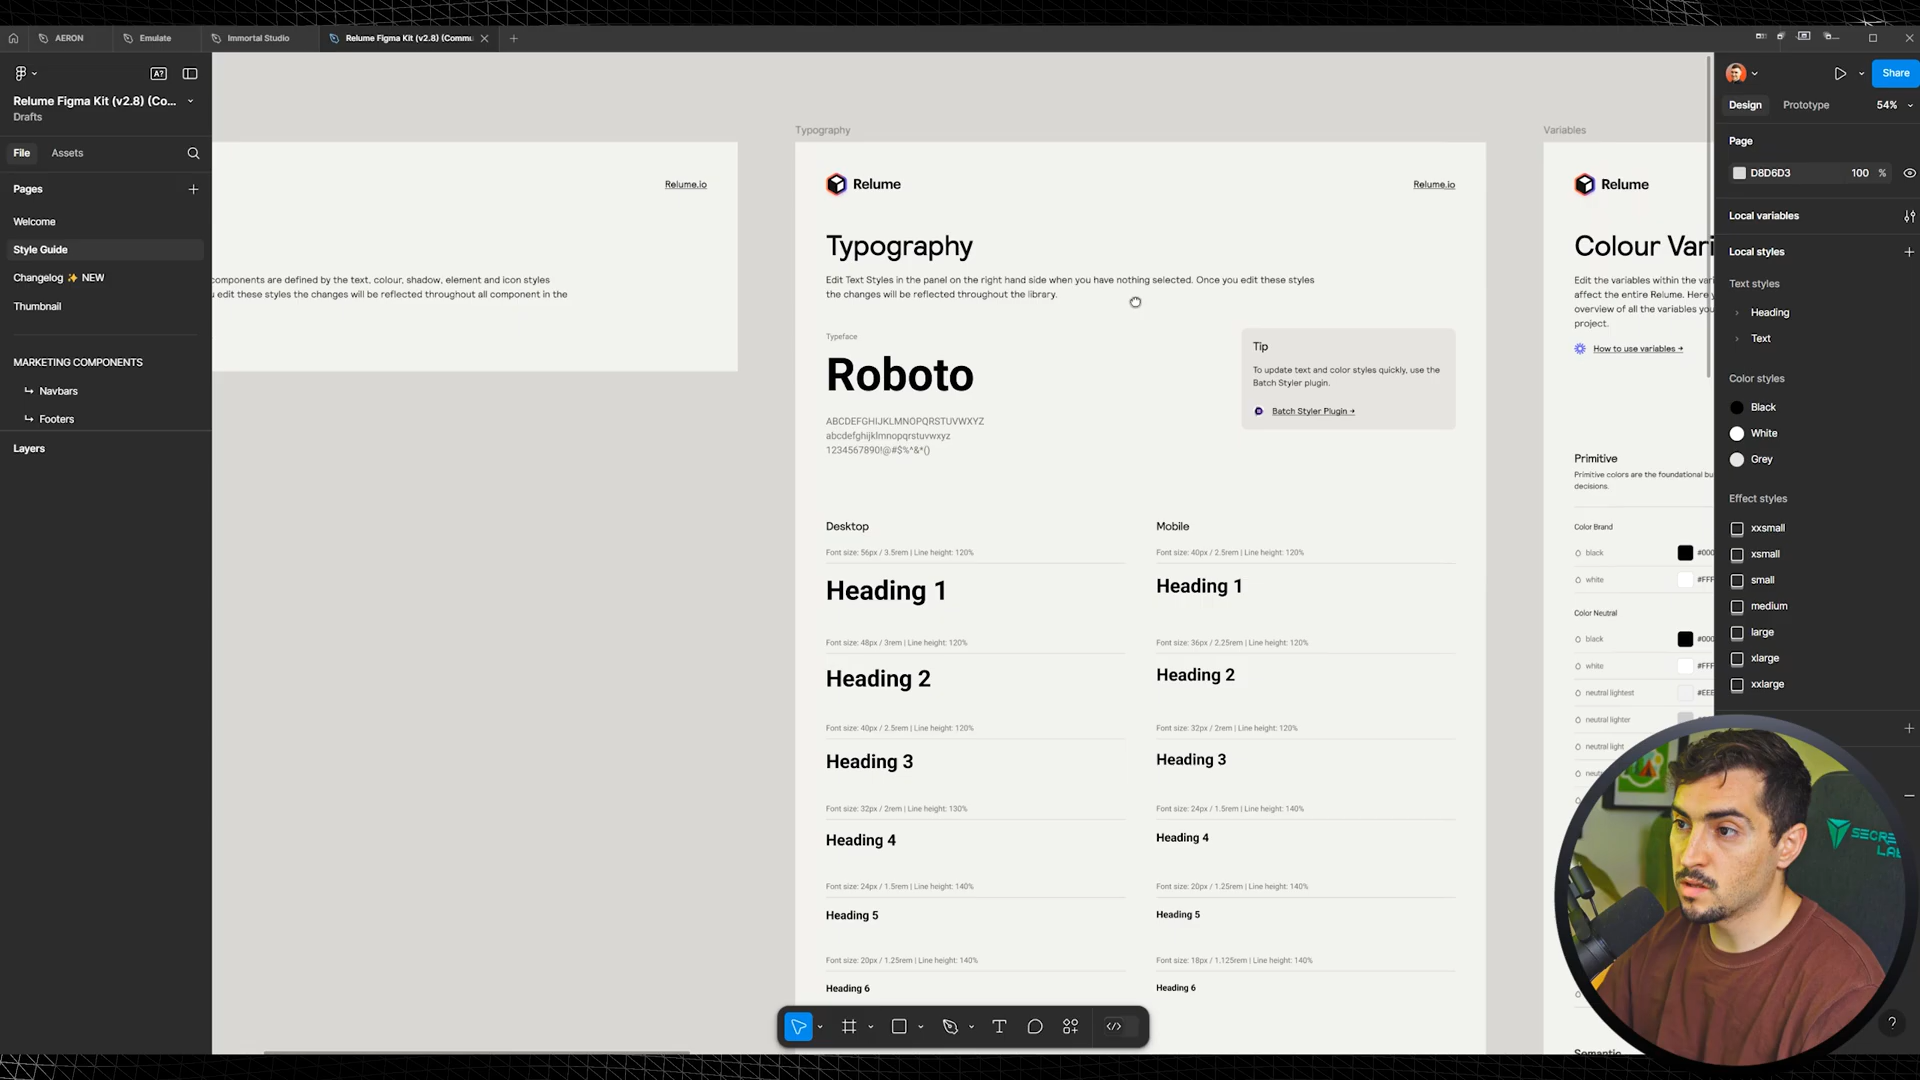 AERON
Emulate
Immortal Studio
Relume Figma Kit (v2.8) (Commu
A?
Relume Figma Kit (v2.8) (Co...
Drafts
File
Assets
Pages
Welcome
Style Guide
Changelog ✨ NEW
Thumbnail
MARKETING COMPONENTS
↳ Navbars
↳ Footers
Layers
Relume.io
components are defined by the text, colour, shadow, element and icon styles
edit these styles the changes will be reflected throughout all component in the
Typography
Relume
Relume.io
Typography
Edit Text Styles in the panel on the right hand side when you have nothing selected. Once you edit these styles
the changes will be reflected throughout the library.
Typeface
Roboto
ABCDEFGHIJKLMNOPQRSTUVWXYZ
abcdefghijklmnopqrstuvwxyz
1234567890!@#$%^&*()
Tip
To update text and color styles quickly, use the
Batch Styler plugin.
Batch Styler Plugin →
Desktop
Font size: 56px / 3.5rem | Line height: 120%
Heading 1
Font size: 48px / 3rem | Line height: 120%
Heading 2
Font size: 40px / 2.5rem | Line height: 120%
Heading 3
Font size: 32px / 2rem | Line height: 130%
Heading 4
Font size: 24px / 1.5rem | Line height: 140%
Heading 5
Font size: 20px / 1.25rem | Line height: 140%
Heading 6
Mobile
Font size: 40px / 2.5rem | Line height: 120%
Heading 1
Font size: 36px / 2.25rem | Line height: 120%
Heading 2
Font size: 32px / 2rem | Line height: 120%
Heading 3
Font size: 24px / 1.5rem | Line height: 140%
Heading 4
Font size: 20px / 1.25rem | Line height: 140%
Heading 5
Font size: 18px / 1.125rem | Line height: 140%
Heading 6
Variables
Relume
Colour Vari
Edit the variables within the vari
affect the entire Relume. Here y
overview of all the variables you
project.
How to use variables →
Primitive
Primitive colors are the foundational bu
decisions.
Color Brand
black #000
white #FFF
Color Neutral
black #000
white #FFF
neutral lightest #EEE
neutral lighter
neutral light
Semantic
Share
Design
Prototype
54%
Page
D8D6D3 100 %
Local variables
Local styles
Text styles
Heading
Text
Color styles
Black
White
Grey
Effect styles
xxsmall
xsmall
small
medium
large
xlarge
xxlarge
SECRE
LAB
?